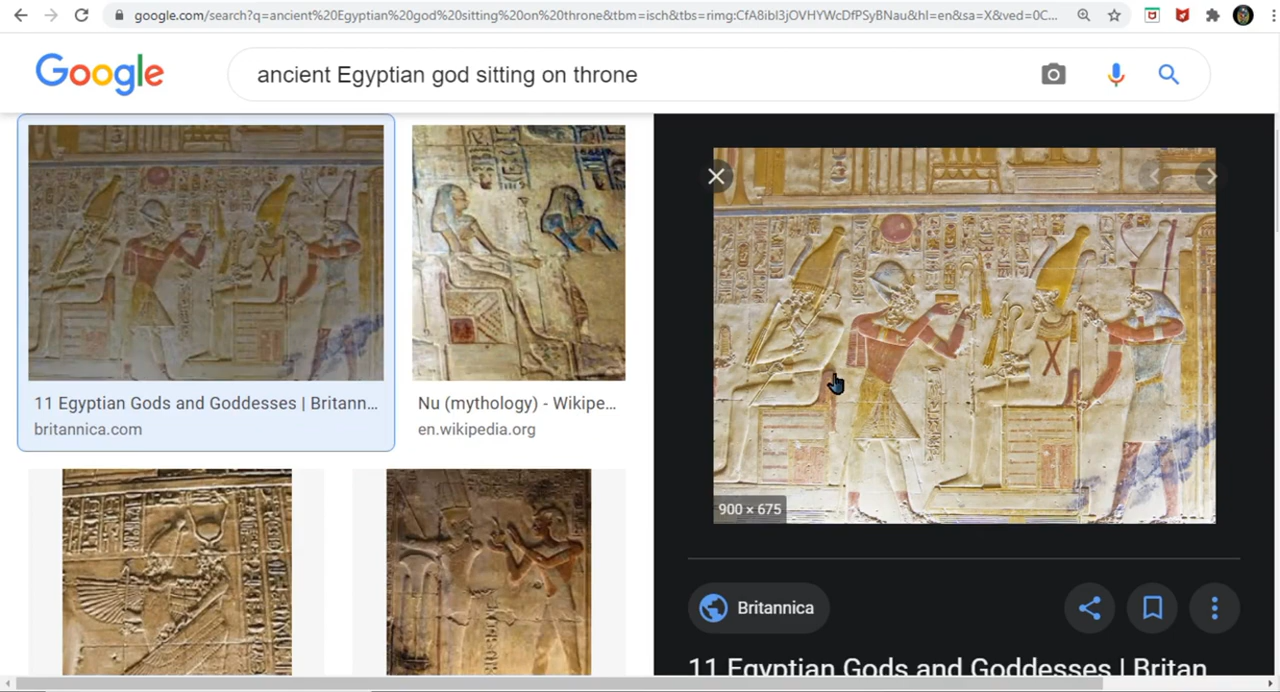 google.com/search?q=ancient%20Egyptian%20god%20sitting%20on%20throne&tbm=isch&tbs=rimg:CfA8ibI3jOVHYWcDfPSyBNau&hl=en&sa=X&ved=0C...
Google
ancient Egyptian god sitting on throne
11 Egyptian Gods and Goddesses | Britann...
britannica.com
Nu (mythology) - Wikipe...
en.wikipedia.org
900 × 675
Britannica
11 Egyptian Gods and Goddesses | Britan